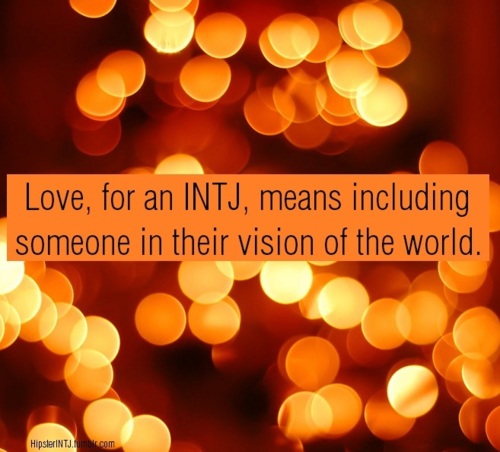 Love, for an INTJ, means including
someone in their vision of the world.
HipsterINTJ.tumblr.com